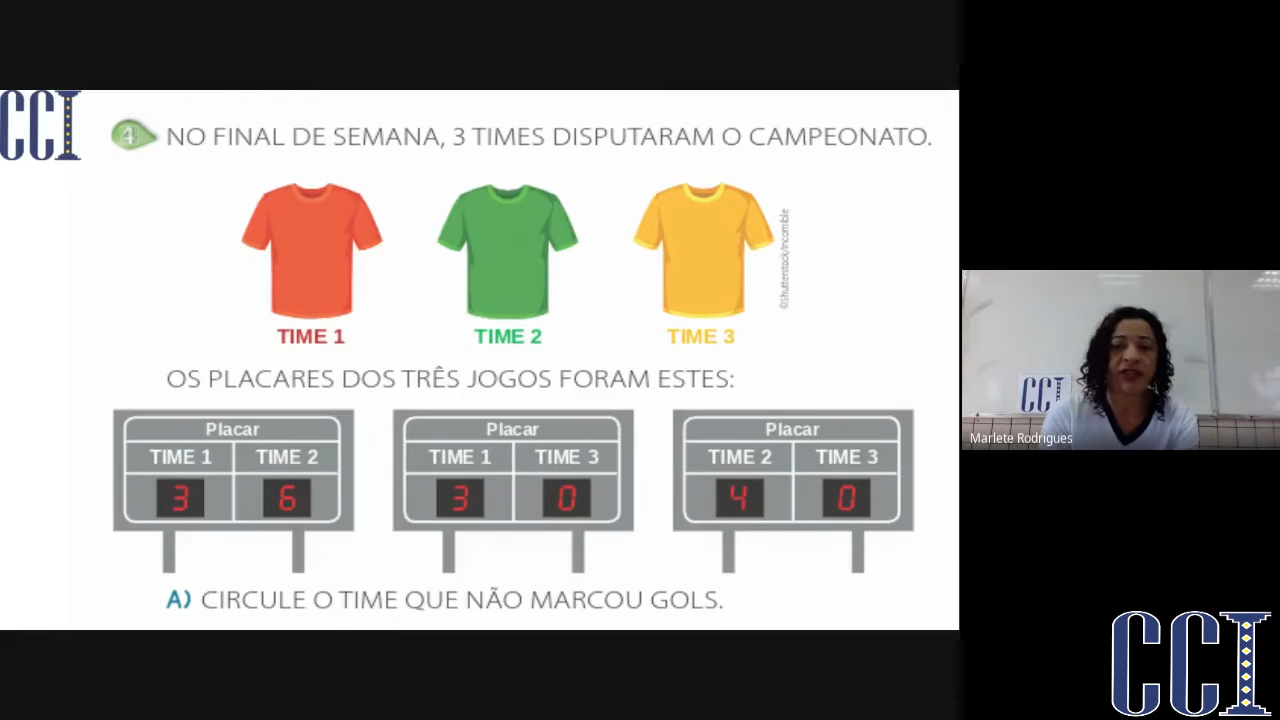 CCI
4 NO FINAL DE SEMANA, 3 TIMES DISPUTARAM O CAMPEONATO.
©Shutterstock/Incomible
TIME 1 TIME 2 TIME 3
OS PLACARES DOS TRÊS JOGOS FORAM ESTES:
Placar Placar Placar
TIME 1 TIME 2 TIME 1 TIME 3 TIME 2 TIME 3
3 6 3 0 4 0
A) CIRCULE O TIME QUE NÃO MARCOU GOLS.
CCI
Marlete Rodrigues
CCI